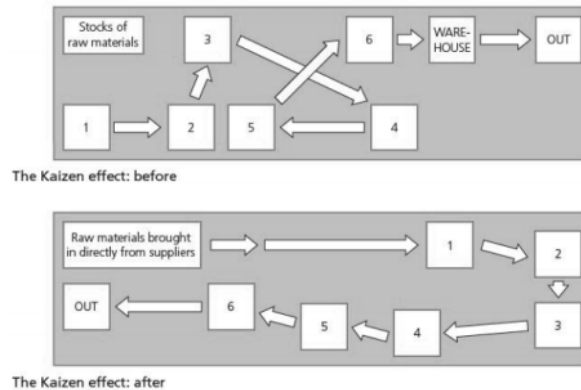 Stocks of
raw materials
3
6
WARE-
HOUSE
OUT
1
2
5
4
The Kaizen effect: before
Raw materials brought
in directly from suppliers
1
2
OUT
6
5
4
3
The Kaizen effect: after